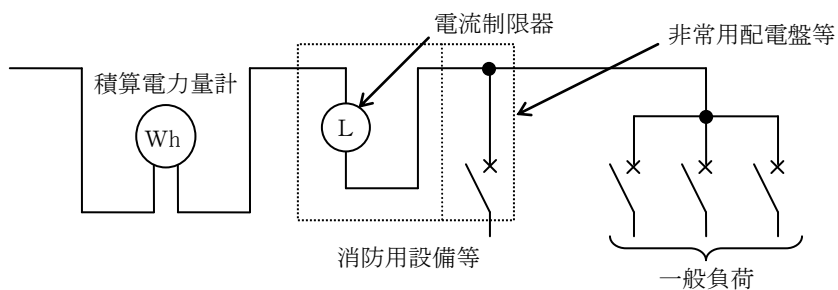 電流制限器
非常用配電盤等
積算電力量計
Wh
L
消防用設備等
一般負荷